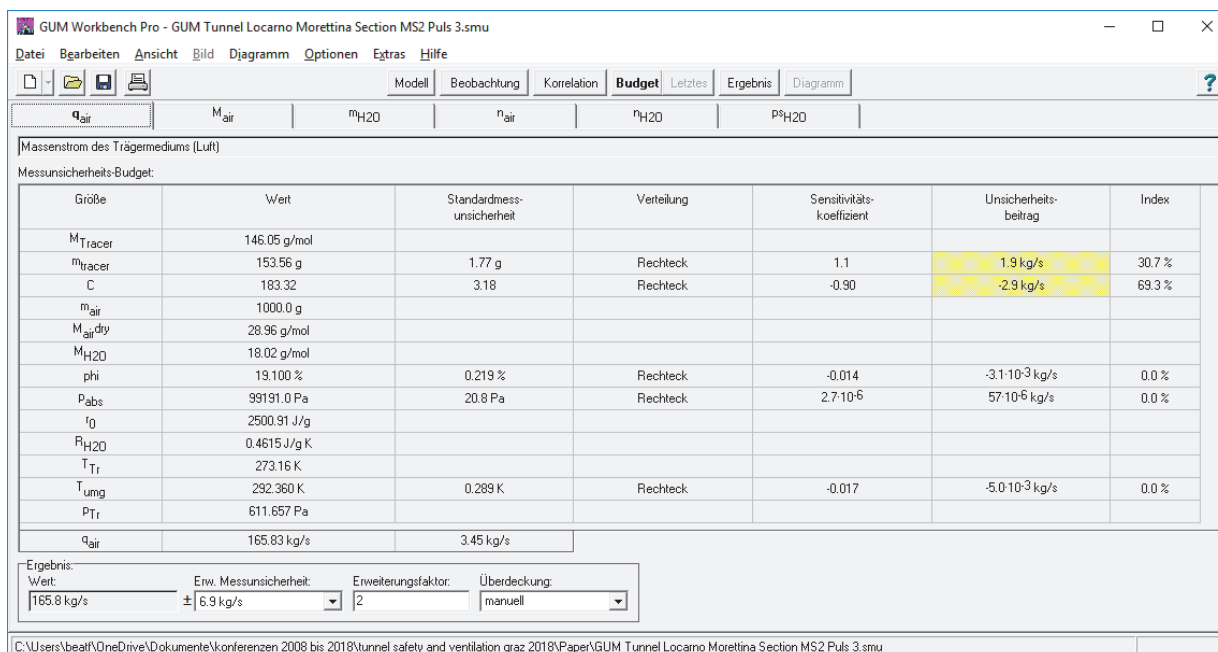 GUM Workbench Pro - GUM Tunnel Locarno Morettina Section MS2 Puls 3.smu
Datei Bearbeiten Ansicht Bild Diagramm Optionen Extras Hilfe
Modell Beobachtung Korrelation Budget Letztes Ergebnis Diagramm ?
qair Mair mH2O nair nH2O psH2O
Massenstrom des Trägermediums (Luft)
Messunsicherheits-Budget:
Größe Wert Standardmess-unsicherheit Verteilung Sensitivitäts-koeffizient Unsicherheits-beitrag Index
MTracer 146.05 g/mol
mtracer 153.56 g 1.77 g Rechteck 1.1 1.9 kg/s 30.7 %
C 183.32 3.18 Rechteck -0.90 -2.9 kg/s 69.3 %
mair 1000.0 g
Mairdry 28.96 g/mol
MH2O 18.02 g/mol
phi 19.100 % 0.219 % Rechteck -0.014 -3.1·10-3 kg/s 0.0 %
Pabs 99191.0 Pa 20.8 Pa Rechteck 2.7·10-6 57·10-6 kg/s 0.0 %
r0 2500.91 J/g
RH2O 0.4615 J/g K
TTr 273.16 K
Tumg 292.360 K 0.289 K Rechteck -0.017 -5.0·10-3 kg/s 0.0 %
PTr 611.657 Pa
qair 165.83 kg/s 3.45 kg/s
Ergebnis:
Wert: Erw. Messunsicherheit: Erweiterungsfaktor: Überdeckung:
165.8 kg/s ± 6.9 kg/s 2 manuell
C:\Users\beatf\OneDrive\Dokumente\konferenzen 2008 bis 2018\tunnel safety and ventilation graz 2018\Paper\GUM Tunnel Locarno Morettina Section MS2 Puls 3.smu